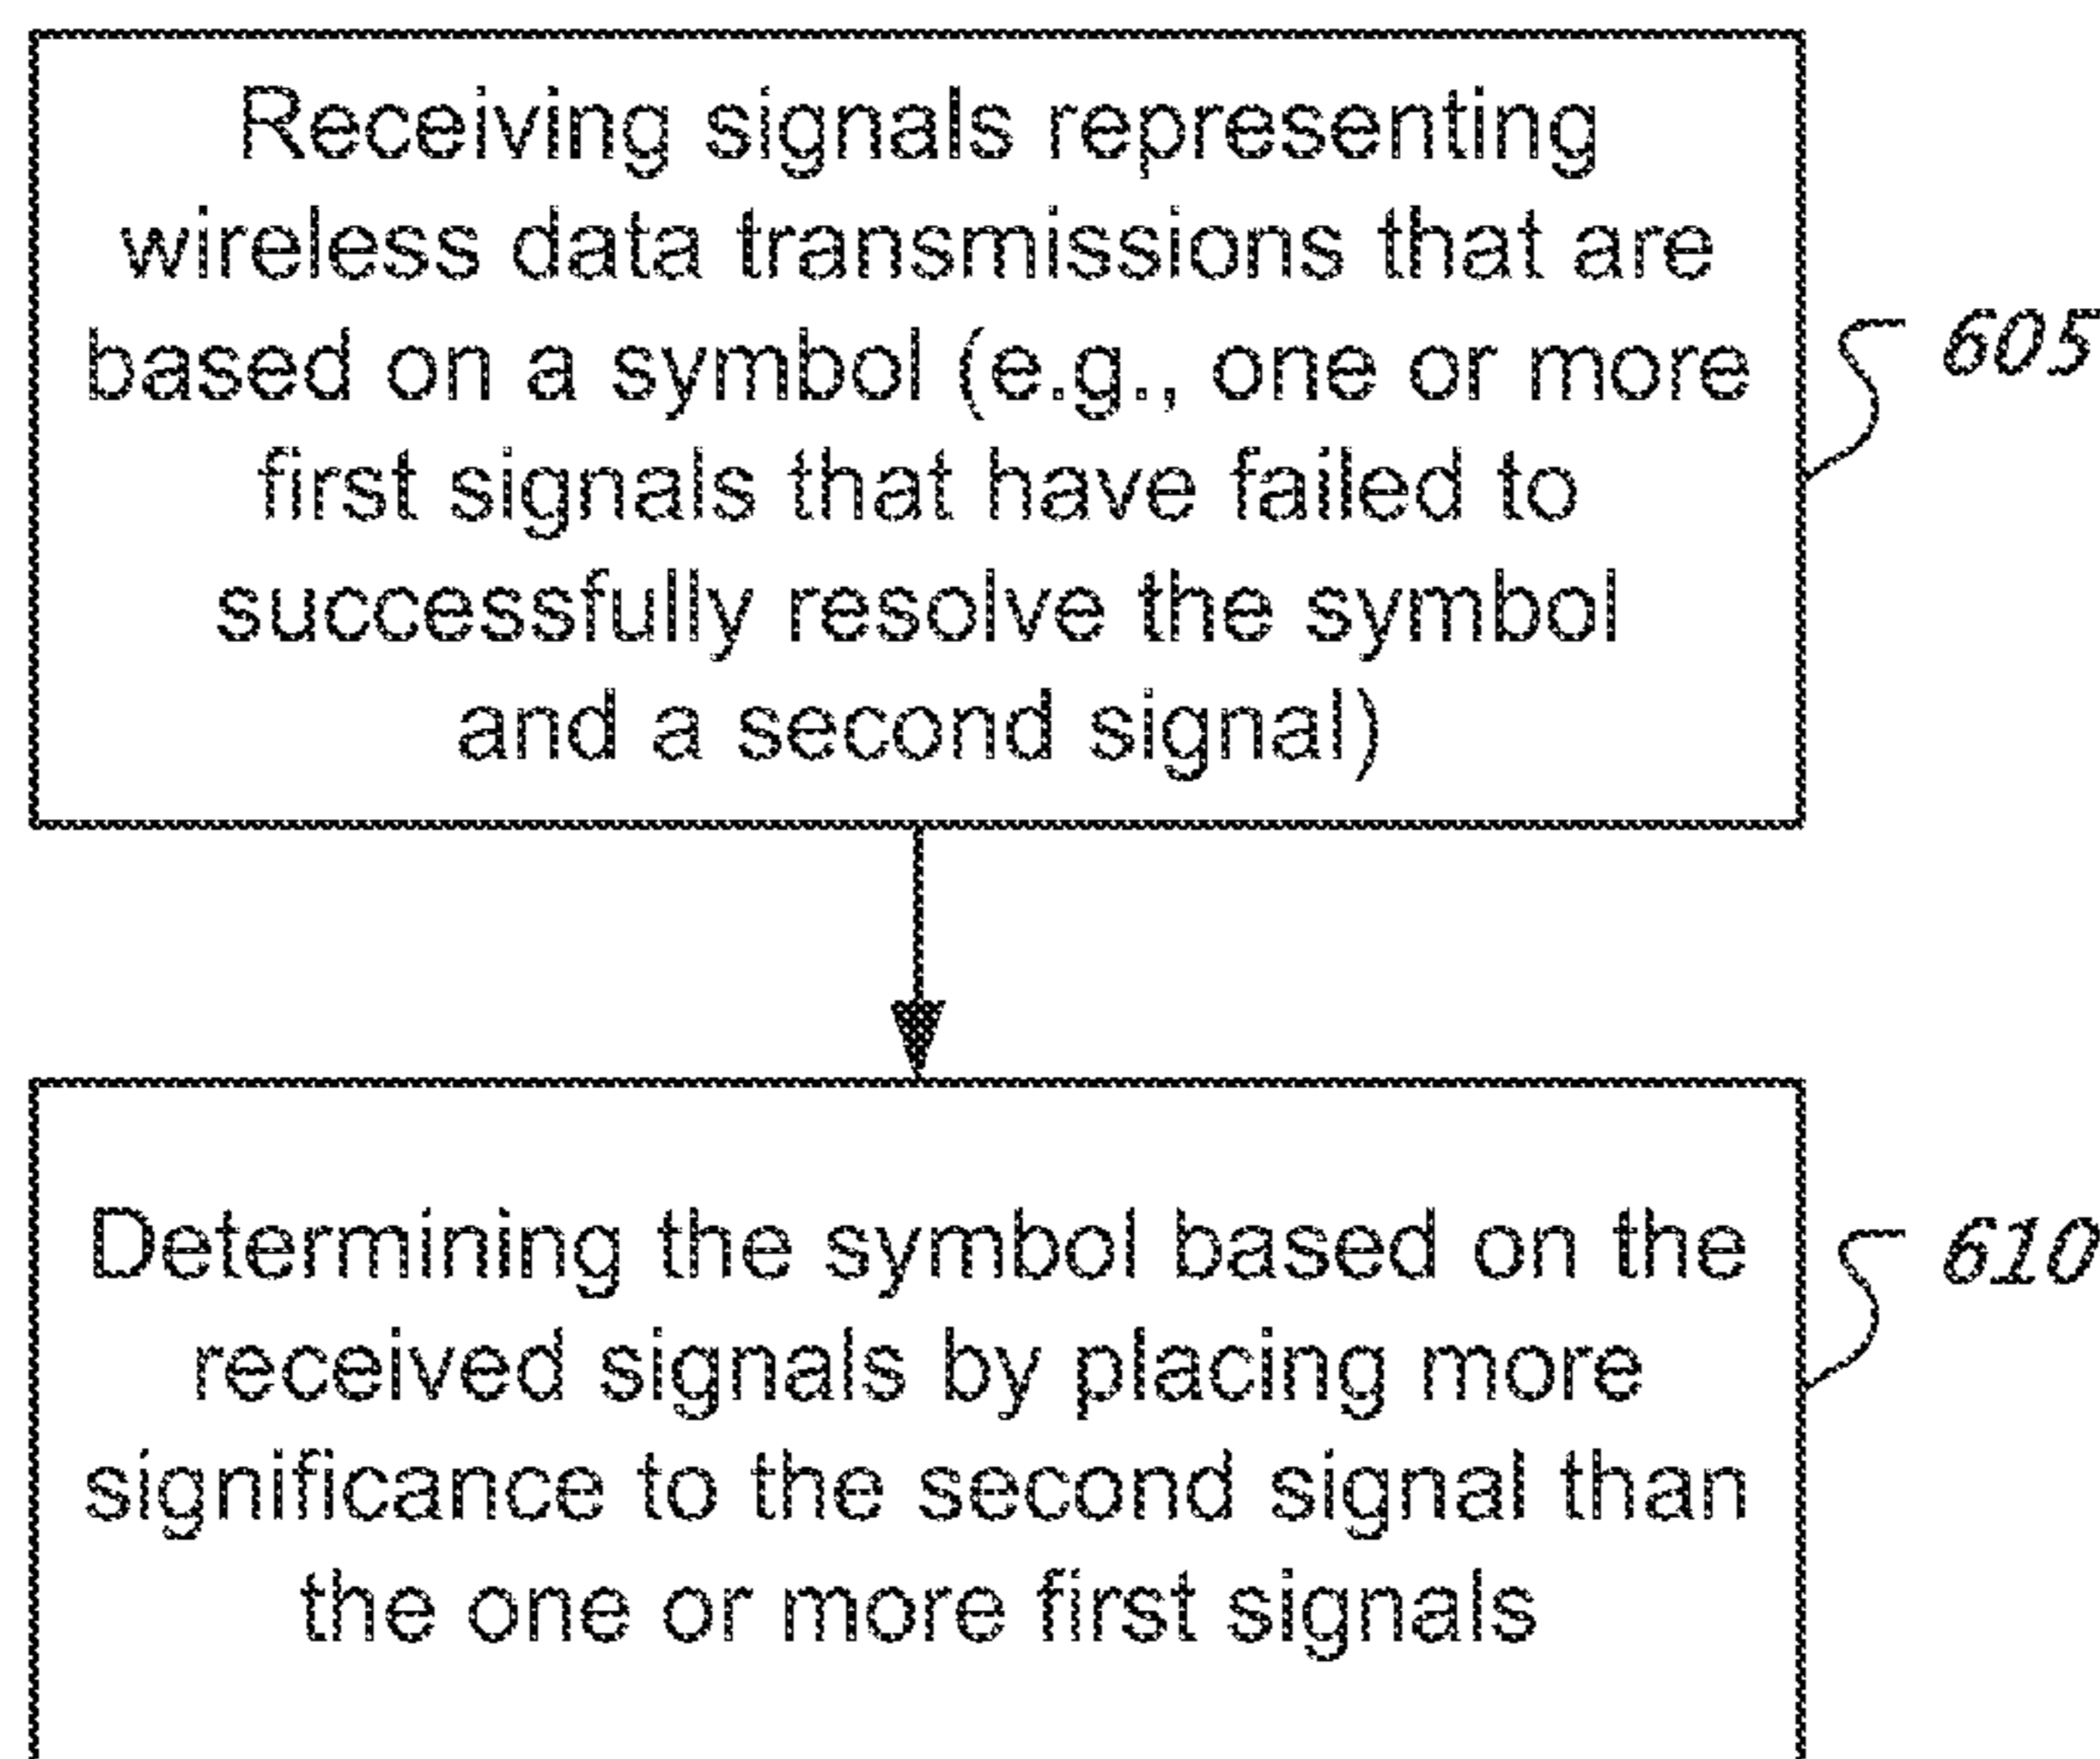 Receiving signals representing
wireless data transmissions that are
based on a symbol (e.g., one or more
first signals that have failed to
successfully resolve the symbol
and a second signal)
605
Determining the symbol based on the
received signals by placing more
significance to the second signal than
the one or more first signals
610